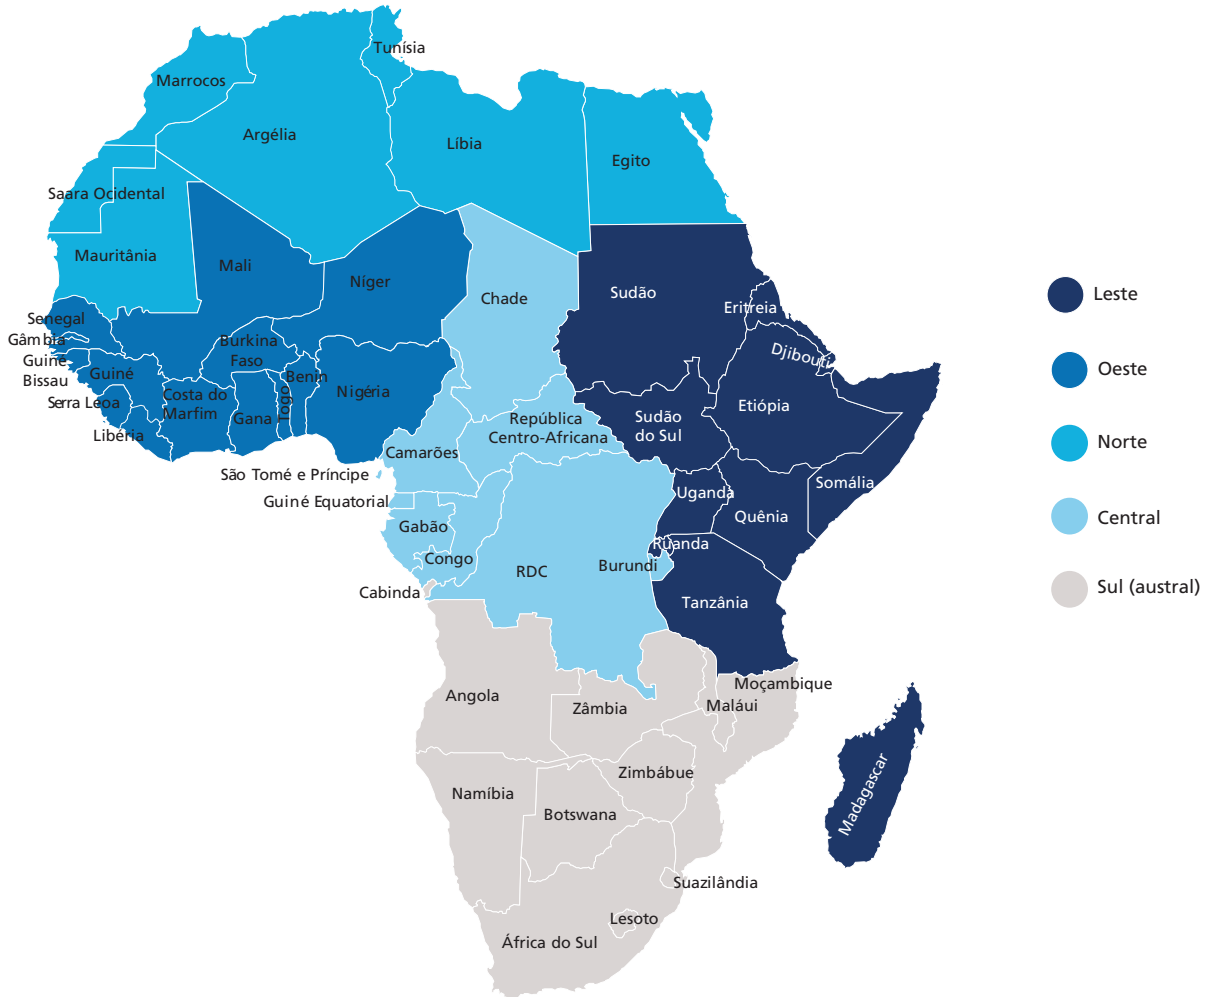 Tunísia
Marrocos
Argélia
Líbia
Egito
Saara Ocidental
Mauritânia
Mali
Níger
Chade
Sudão
Eritreia
Djibouti
Senegal
Gâmbia
Guiné
Bissau
Guiné
Serra Leoa
Libéria
Costa do
Marfim
Burkina
Faso
Gana
Togo
Benin
Nigéria
Camarões
República
Centro-Africana
Sudão
do Sul
Etiópia
Somália
São Tomé e Príncipe
Guiné Equatorial
Gabão
Congo
Cabinda
RDC
Uganda
Quênia
Ruanda
Burundi
Tanzânia
Angola
Zâmbia
Moçambique
Maláui
Zimbábue
Namíbia
Botswana
Madagascar
Suazilândia
Lesoto
África do Sul
Leste
Oeste
Norte
Central
Sul (austral)